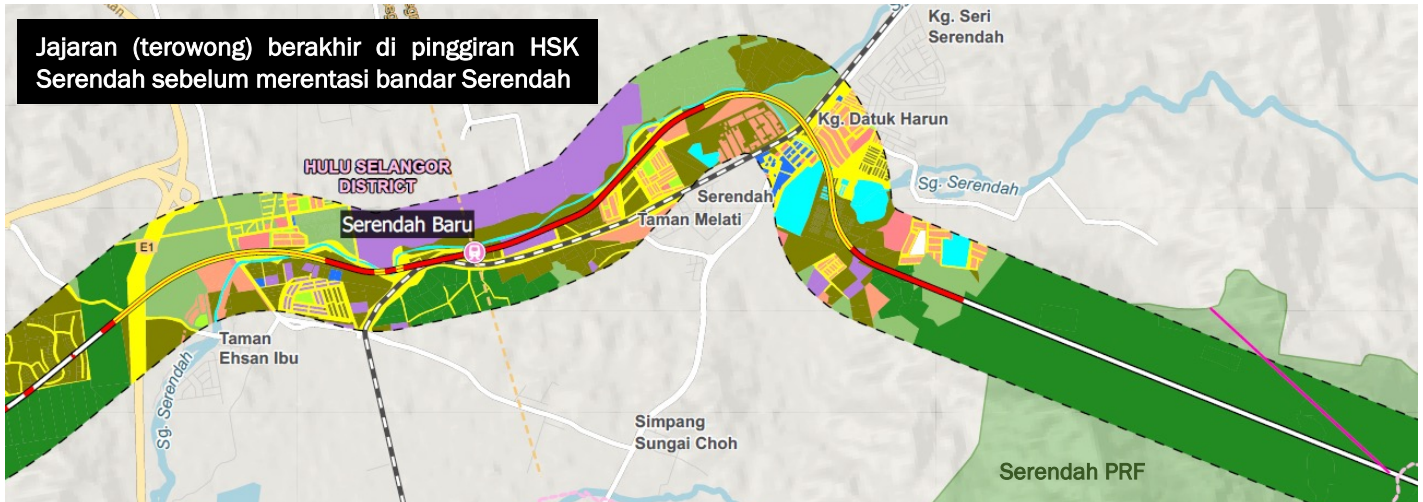 Jajaran (terowong) berakhir di pinggiran HSK
Serendah sebelum merentasi bandar Serendah
Kg. Seri
Serendah
Kg. Datuk Harun
HULU SELANGOR
DISTRICT
Serendah
Sg. Serendah
Serendah Baru
Taman Melati
E1
Taman
Ehsan Ibu
Sg. Serendah
Simpang
Sungai Choh
Serendah PRF